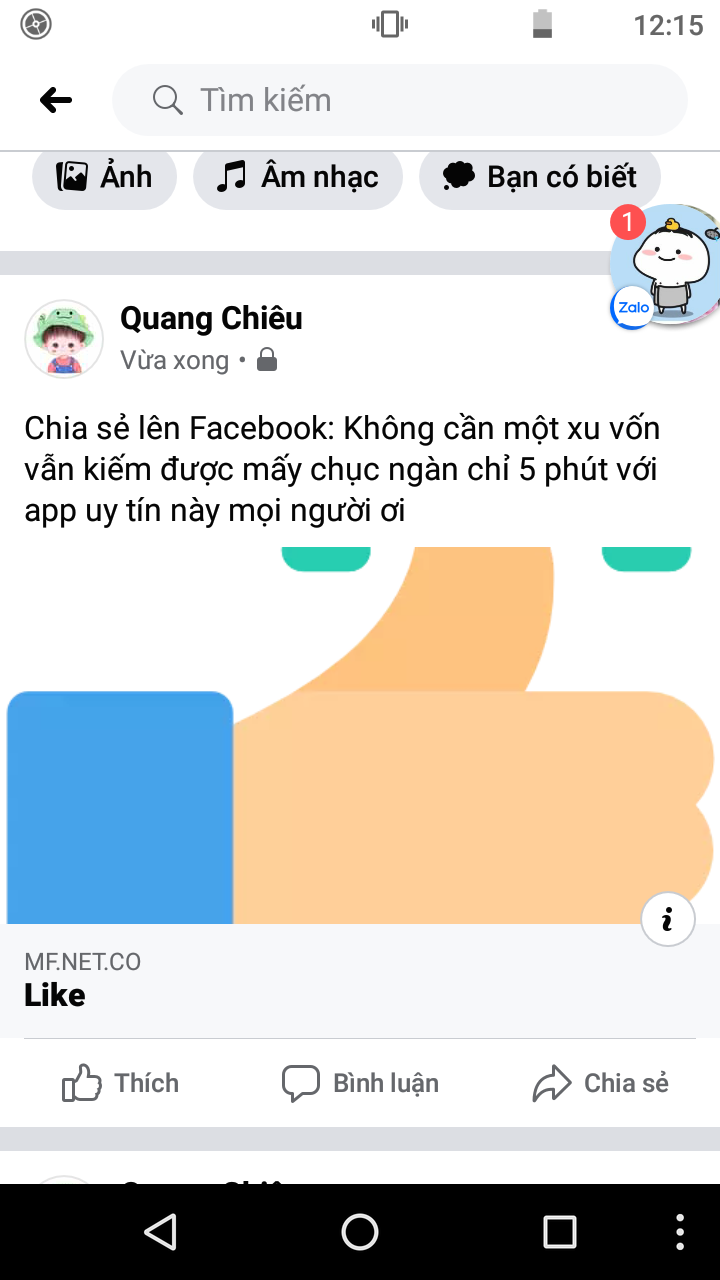 12:15
Tìm kiếm
Ảnh
Âm nhạc
Bạn có biết
1
Zalo
Quang Chiêu
Vừa xong •
Chia sẻ lên Facebook: Không cần một xu vốn
vẫn kiếm được mấy chục ngàn chỉ 5 phút với
app uy tín này mọi người ơi
i
MF.NET.CO
Like
Thích
Bình luận
Chia sẻ